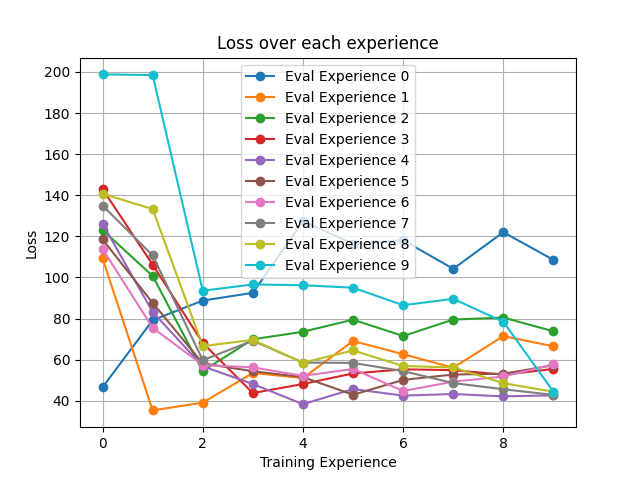 Loss over each experience
200
180
160
140
120
100
80
60
40
Loss
Eval Experience 0
Eval Experience 1
Eval Experience 2
Eval Experience 3
Eval Experience 4
Eval Experience 5
Eval Experience 6
Eval Experience 7
Eval Experience 8
Eval Experience 9
0 2 4 6 8
Training Experience